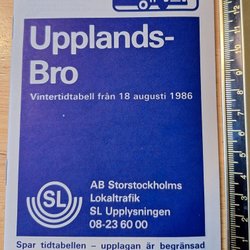 Upplands-
Bro
Vintertidtabell från 18 augusti 1986
SL
AB Storstockholms
Lokaltrafik
SL Upplysningen
08-23 60 00
Spar tidtabellen – upplagan är begränsad